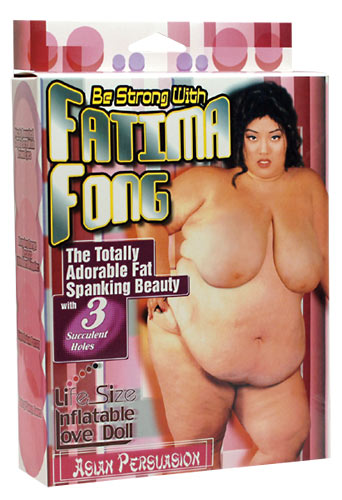 Be Strong With
FATIMA
FONG
The Totally
Adorable Fat
Spanking Beauty
with 3
Succulent
Holes
Life Size
Inflatable
Love Doll
ASIAN PERSUASION